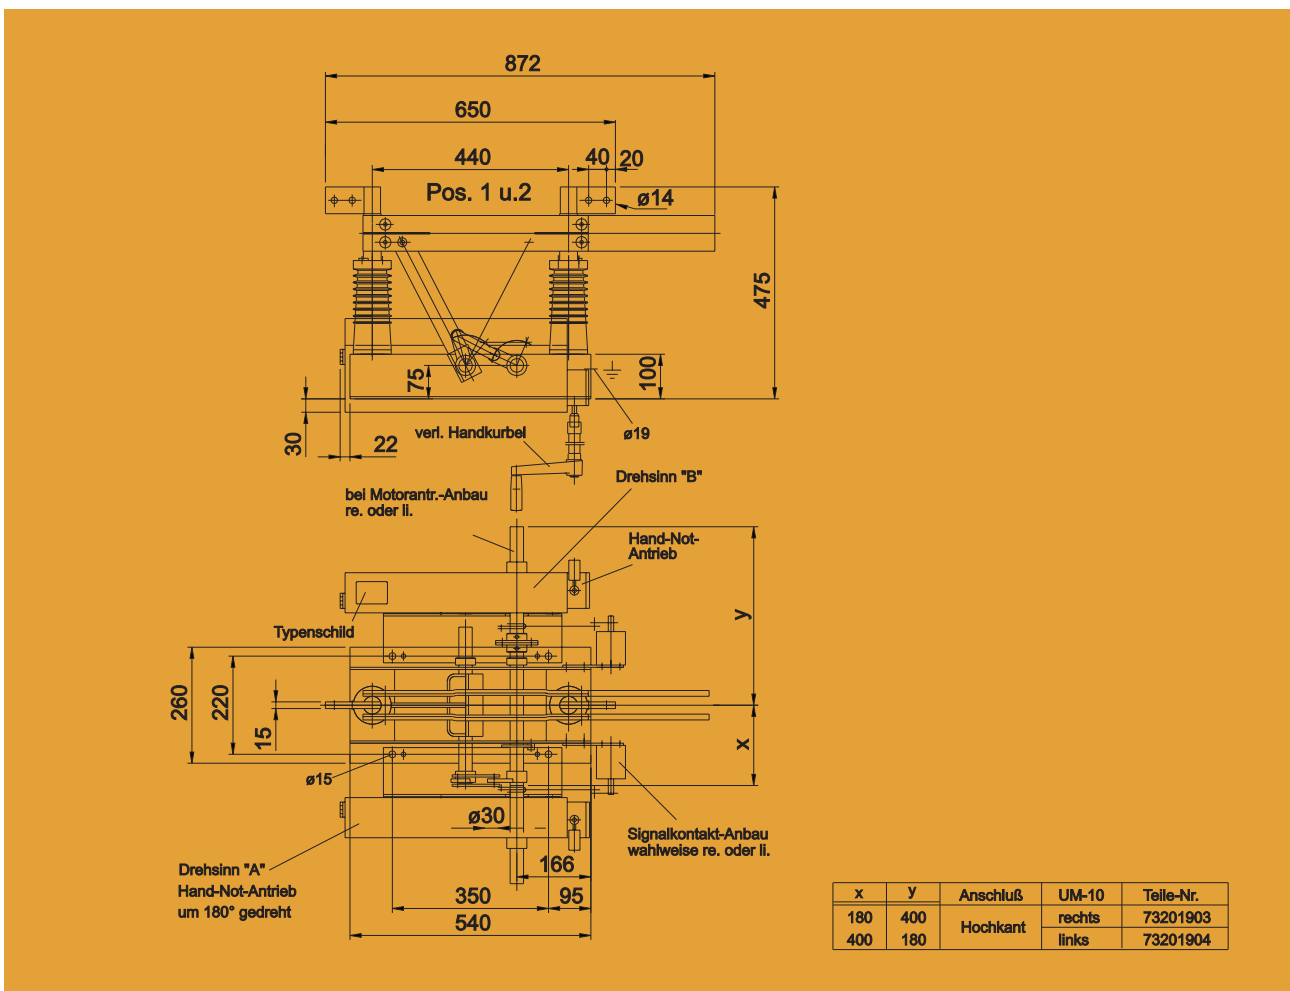 872
650
440
40 20
Pos. 1 u.2
ø14
475
75
100
30
22
ø19
verl. Handkurbel
Drehsinn "B"
bei Motorantr.-Anbau
re. oder li.
Hand-Not-
Antrieb
y
Typenschild
260
220
15
x
ø15
ø30
Signalkontakt-Anbau
wahlweise re. oder li.
166
Drehsinn "A"
Hand-Not-Antrieb
um 180° gedreht
350
95
540
x y Anschluß UM-10 Teile-Nr.
180 400 Hochkant rechts 73201903
400 180 links 73201904